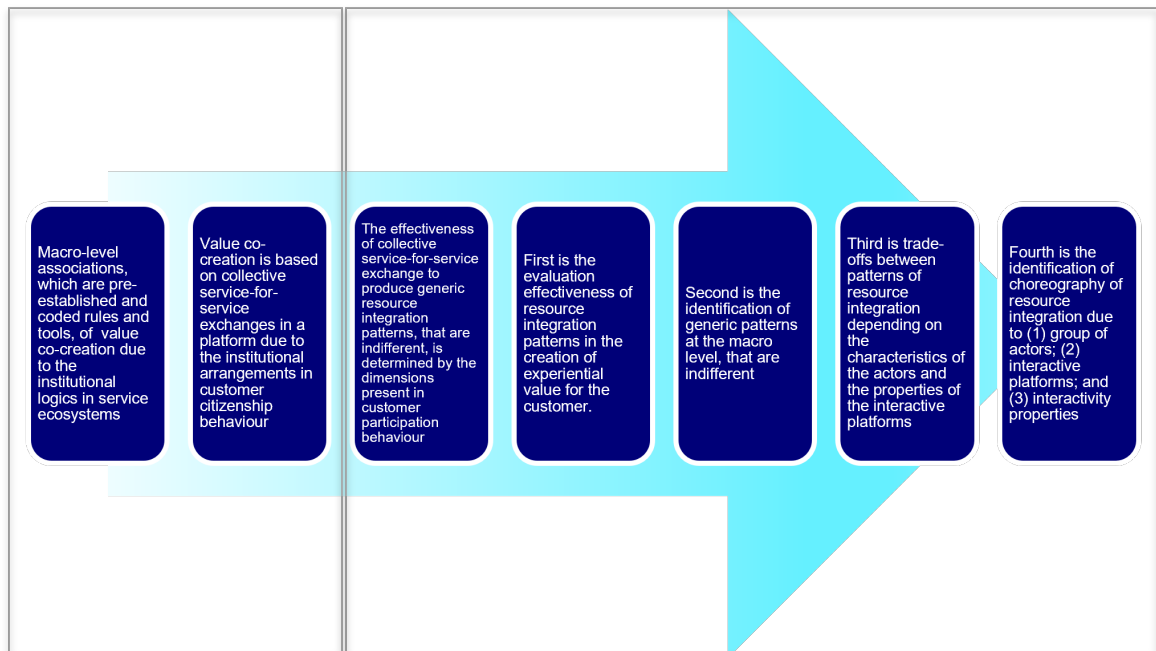 Macro-level
associations,
which are pre-
established and
coded rules and
tools, of  value
co-creation due
to the
institutional
logics in service
ecosystems
Value co-
creation is based
on collective
service-for-
service
exchanges in a
platform due to
the institutional
arrangements in
customer
citizenship
behaviour
The effectiveness
of collective
service-for-service
exchange to
produce generic
resource
integration
patterns, that are
indifferent, is
determined by the
dimensions
present in
customer
participation
behaviour
First is the
evaluation
effectiveness of
resource
integration
patterns in the
creation of
experiential
value for the
customer.
Second is the
identification of
generic patterns
at the macro
level, that are
indifferent
Third is trade-
offs between
patterns of
resource
integration
depending on
the
characteristics of
the actors and
the properties of
the interactive
platforms
Fourth is the
identification of
choreography of
resource
integration due
to (1) group of
actors; (2)
interactive
platforms; and
(3) interactivity
properties